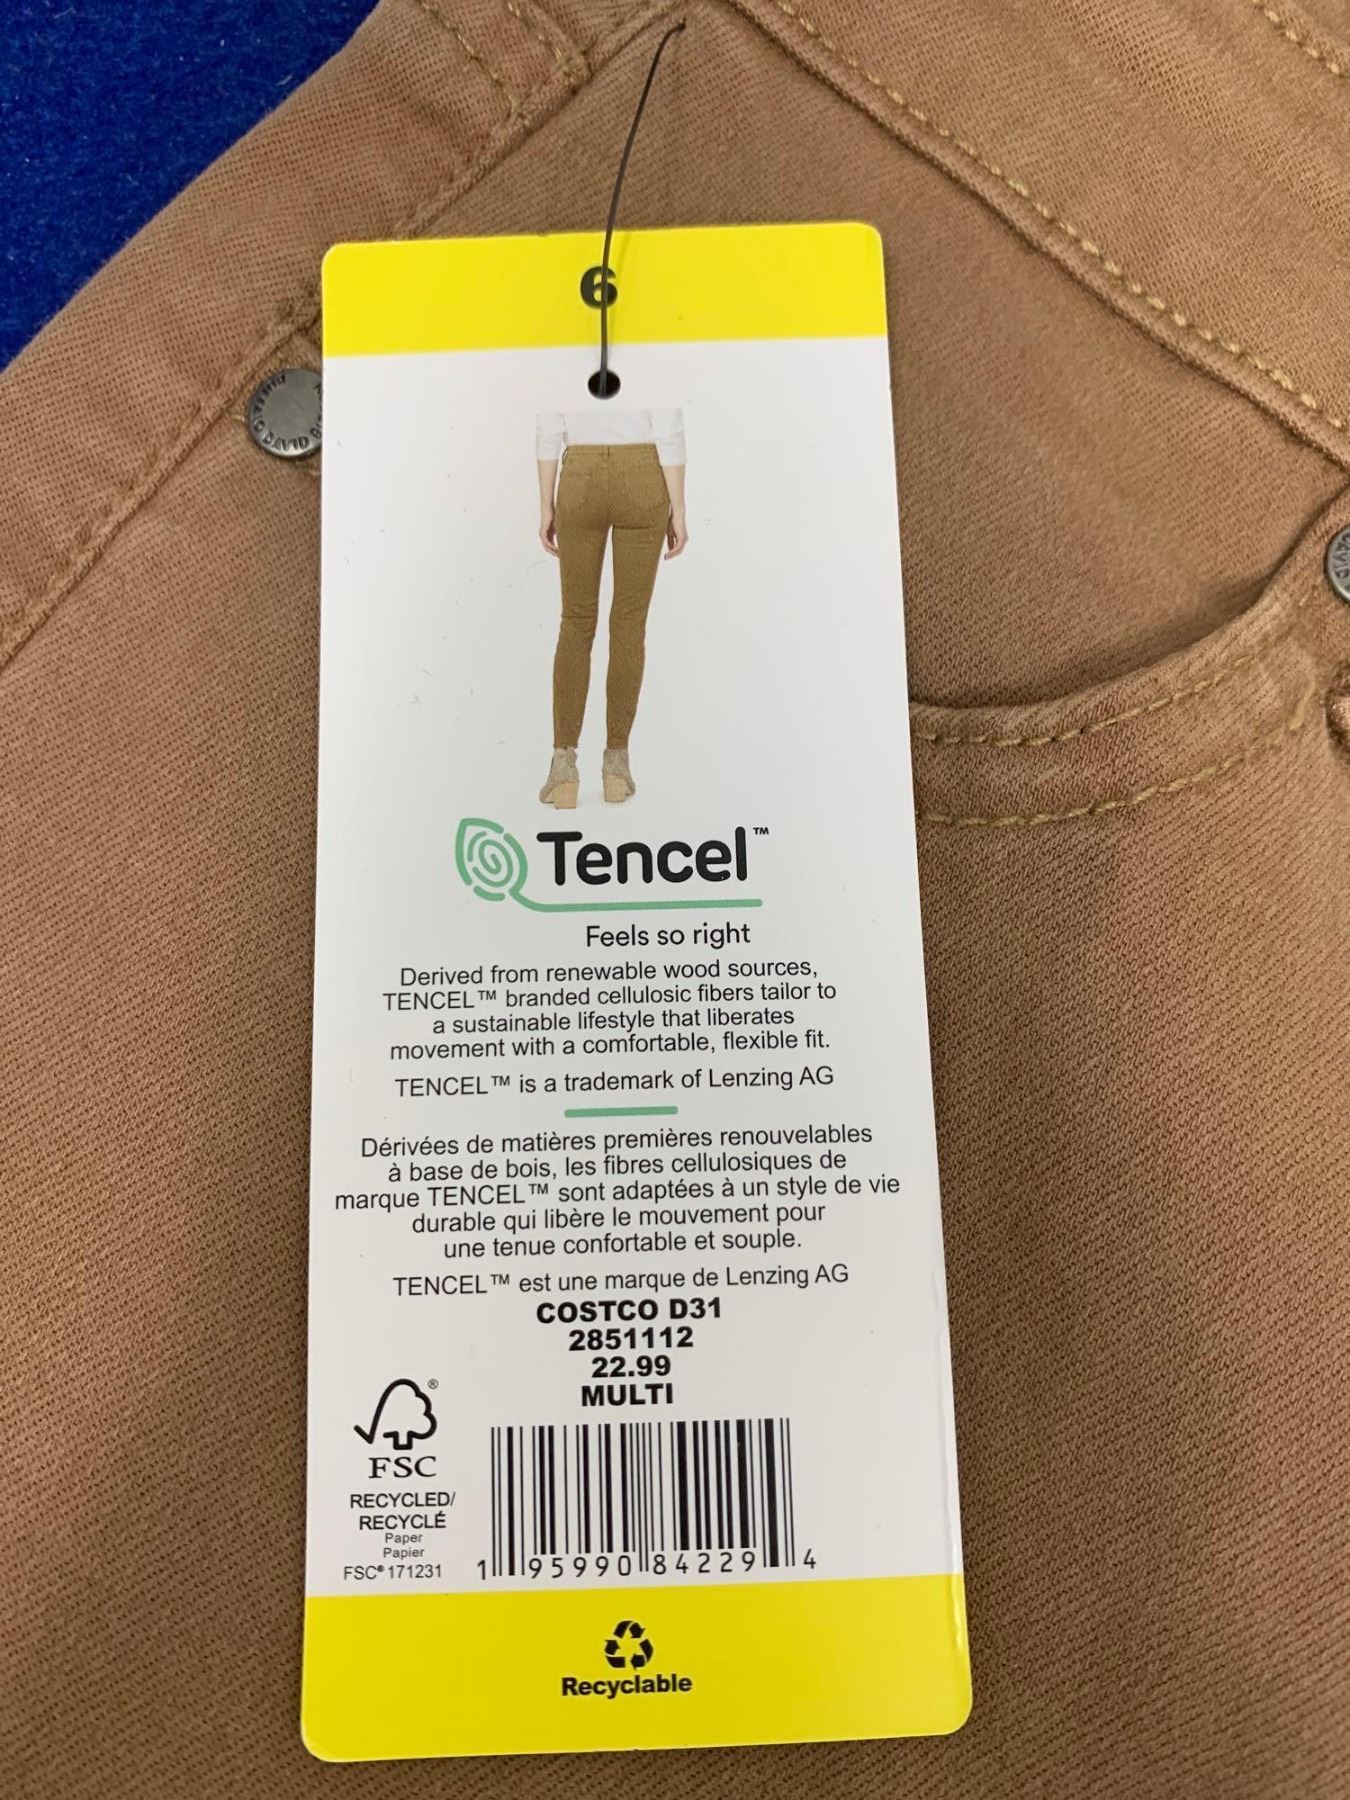 6
DAVID B
Tencel™
Feels so right
Derived from renewable wood sources,
TENCEL™ branded cellulosic fibers tailor to
a sustainable lifestyle that liberates
movement with a comfortable, flexible fit.
TENCEL™ is a trademark of Lenzing AG
Dérivées de matières premières renouvelables
à base de bois, les fibres cellulosiques de
marque TENCEL™ sont adaptées à un style de vie
durable qui libère le mouvement pour
une tenue confortable et souple.
TENCEL™ est une marque de Lenzing AG
COSTCO D31
2851112
22.99
MULTI
®
FSC
RECYCLED/
RECYCLÉ
Paper
Papier
FSC® 171231
1 95990 84229 4
Recyclable